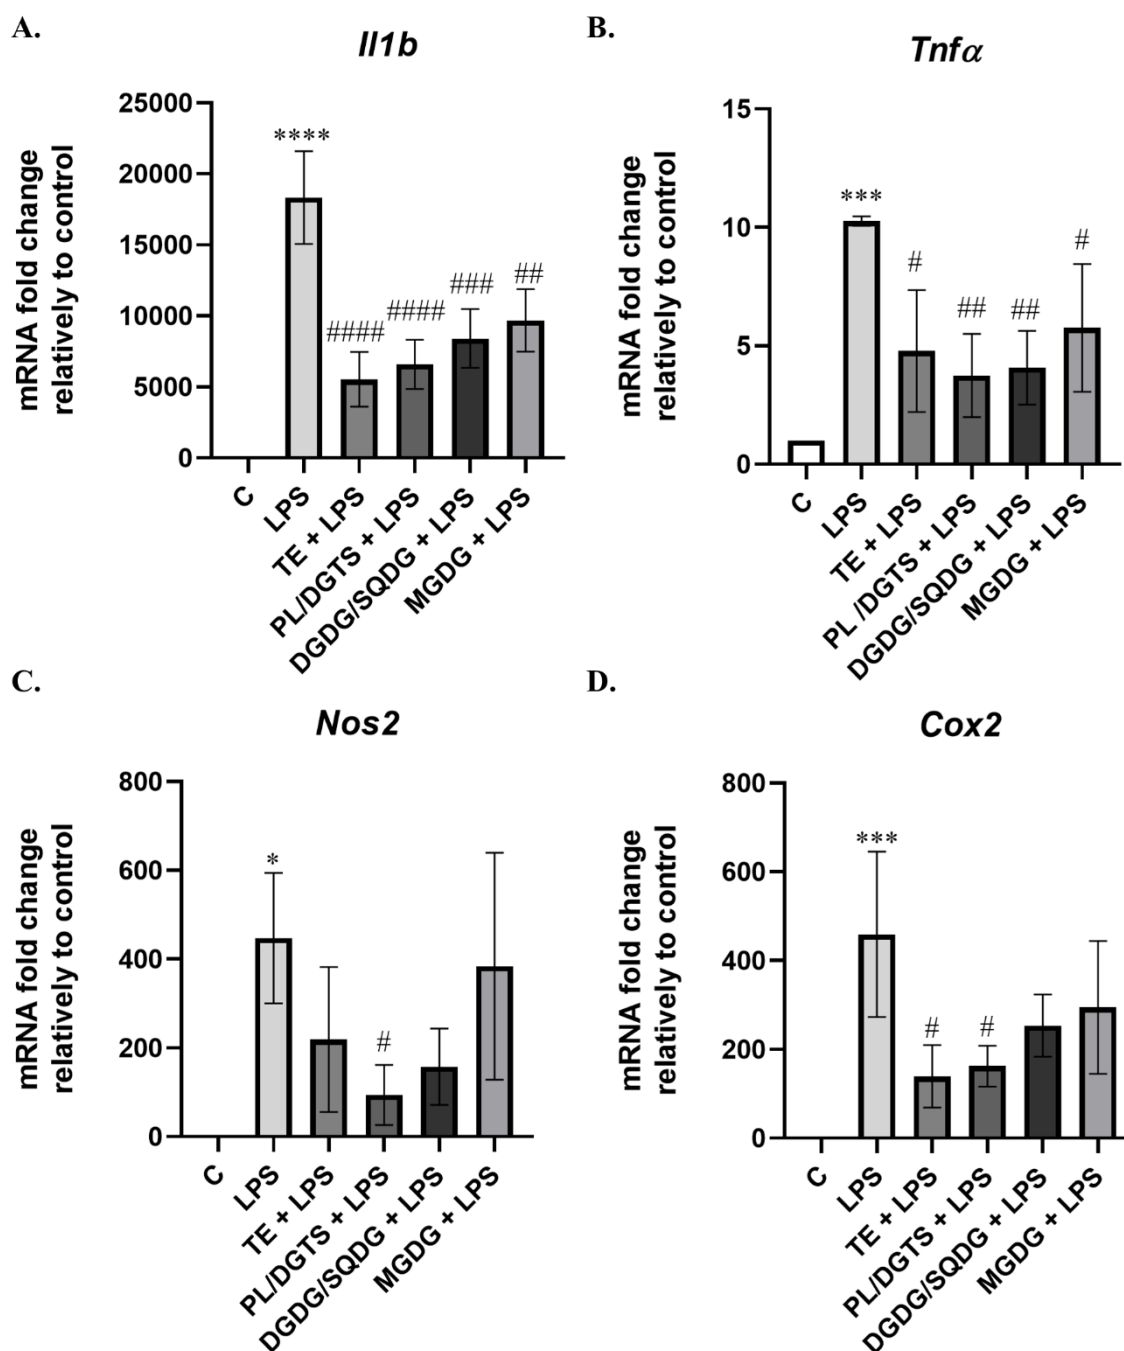 A.
Il1b
mRNA fold change
relatively to control
25000
20000
15000
10000
5000
0
****
####
####
###
##
C
LPS
TE + LPS
PL/DGTS + LPS
DGDG/SQDG + LPS
MGDG + LPS
B.
Tnfα
mRNA fold change
relatively to control
15
10
5
0
***
#
##
##
#
C
LPS
TE + LPS
PL /DGTS + LPS
DGDG/SQDG + LPS
MGDG + LPS
C.
Nos2
mRNA fold change
relatively to control
800
600
400
200
0
*
#
C
LPS
TE + LPS
PL/DGTS + LPS
DGDG/SQDG + LPS
MGDG + LPS
D.
Cox2
mRNA fold change
relatively to control
800
600
400
200
0
***
#
#
C
LPS
TE + LPS
PL/DGTS + LPS
DGDG/SQDG + LPS
MGDG + LPS